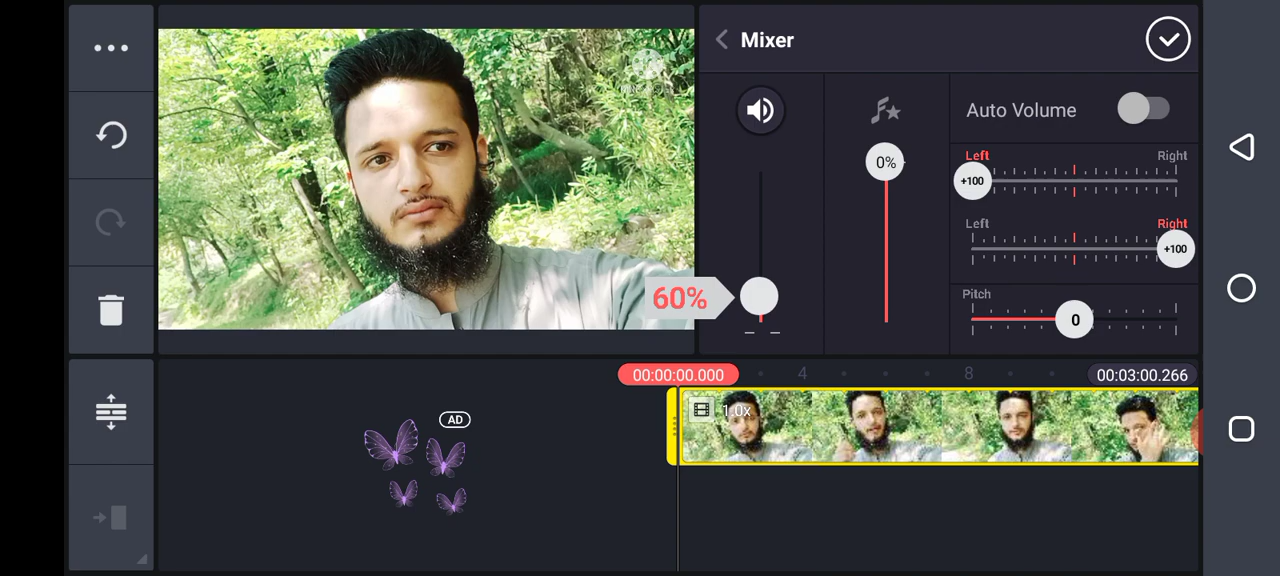 Mixer
Auto Volume
Left
Right
+100
0%
Left
Right
+100
60%
Pitch
0
00:00:00.000
4
8
00:03:00.266
AD
1.0x